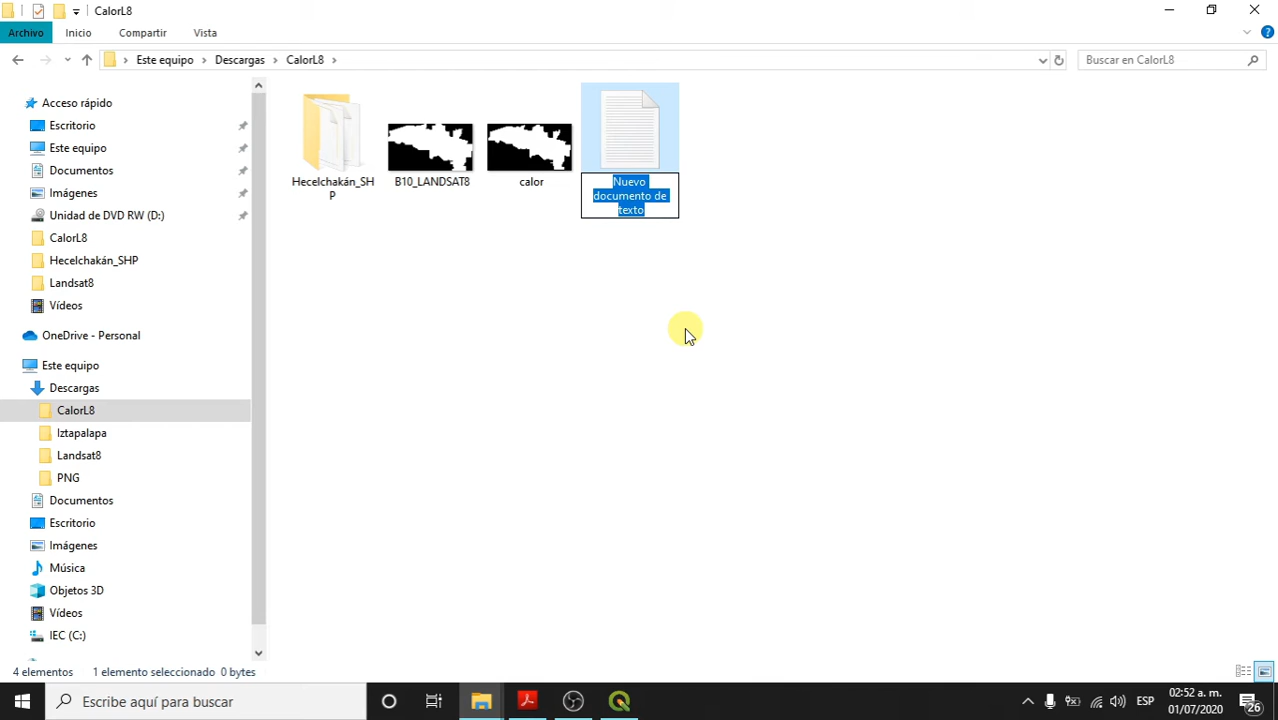 CalorL8
Archivo
Inicio
Compartir
Vista
Este equipo
Descargas
CalorL8
Buscar en CalorL8
Acceso rápido
Escritorio
Este equipo
Documentos
Imágenes
Unidad de DVD RW (D:)
CalorL8
Hecelchakán_SHP
Landsat8
Vídeos
OneDrive - Personal
Este equipo
Descargas
CalorL8
Iztapalapa
Landsat8
PNG
Documentos
Escritorio
Imágenes
Música
Objetos 3D
Vídeos
IEC (C:)
Hecelchakán_SH
P
B10_LANDSAT8
calor
Nuevo
documento de
texto
4 elementos
1 elemento seleccionado 0 bytes
Escribe aquí para buscar
ESP
02:52 a. m.
01/07/2020
26